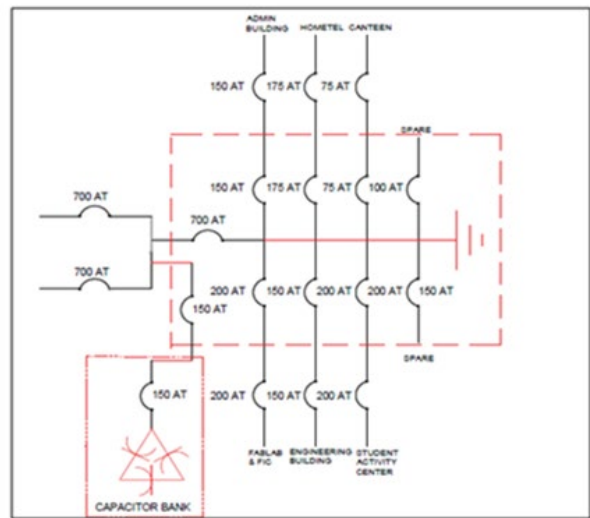 ADMIN BUILDING
HOMETEL
CANTEEN
150 AT
175 AT
75 AT
SPARE
150 AT
175 AT
75 AT
100 AT
700 AT
700 AT
700 AT
200 AT
150 AT
200 AT
200 AT
150 AT
150 AT
SPARE
150 AT
200 AT
150 AT
200 AT
FABLAB & FIC
ENGINEERING BUILDING
STUDENT ACTIVITY CENTER
CAPACITOR BANK